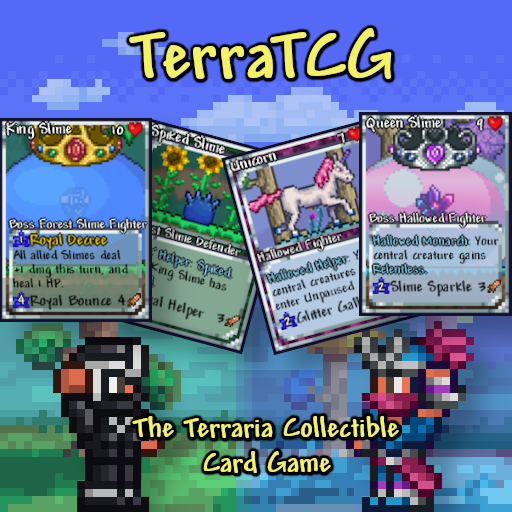 TerraTCG
King Slime 10
Boss Forest Slime Fighter
Royal Decree
All allied Slimes deal
+1 dmg this turn, and
heal 1 HP.
4 Royal Bounce 4
Spiked Slime
Slime Defender
Helper Spiked
King Slime has
Helper 3
Unicorn 7
Hallowed Fighter
Hallowed Helper: Your
central creatures
enter Unpaused
2 Glitter
Queen Slime 9
Boss Hallowed Fighter
Hallowed Monarch: Your
central creature gains
Relentless.
2 Slime Sparkle 3
The Terraria Collectible
Card Game